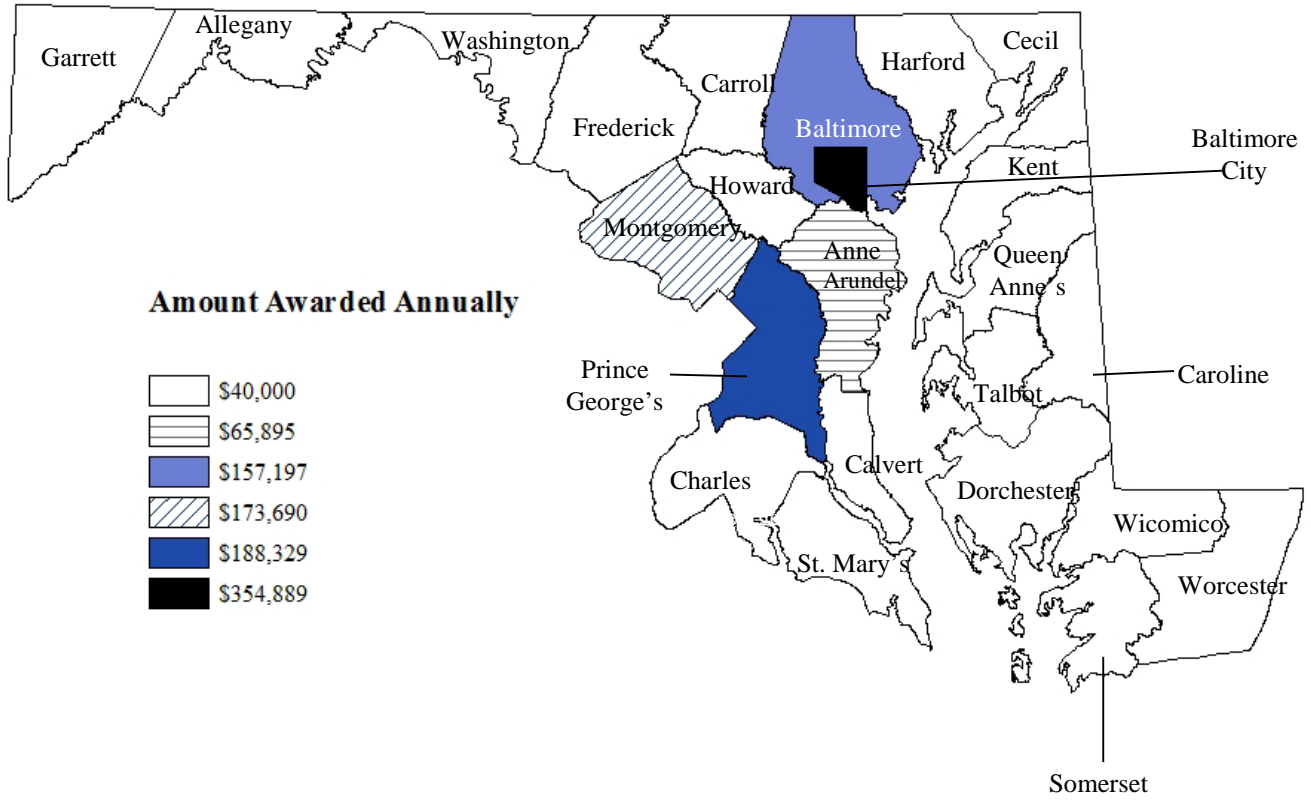 Allegany
Garrett
Washington
Carroll
Harford
Cecil
Frederick
Baltimore
Baltimore
City
Kent
Howard
Montgomery
Anne
Arundel
Queen
Anne´s
Amount Awarded Annually
$40,000
$65,895
$157,197
$173,690
$188,329
$354,889
Prince
George’s
Caroline
Talbot
Charles
Calvert
Dorchester
Wicomico
St. Mary´s
Worcester
Somerset